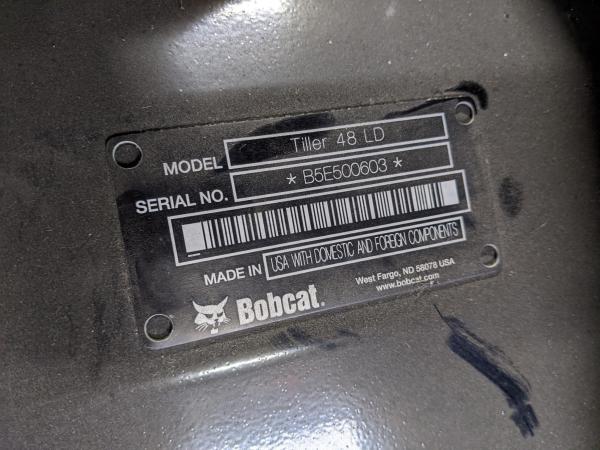 MODEL Tiller 48 LD
SERIAL NO. * B5E500603 *
MADE IN USA WITH DOMESTIC AND FOREIGN COMPONENTS
Bobcat.
West Fargo, ND 58078 USA
www.bobcat.com